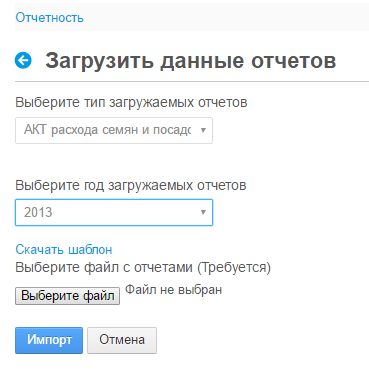 Отчетность
Загрузить данные отчетов
Выберите тип загружаемых отчетов
АКТ расхода семян и посадо
Выберите год загружаемых отчетов
2013
Скачать шаблон
Выберите файл с отчетами (Требуется)
Выберите файл Файл не выбран
Импорт Отмена